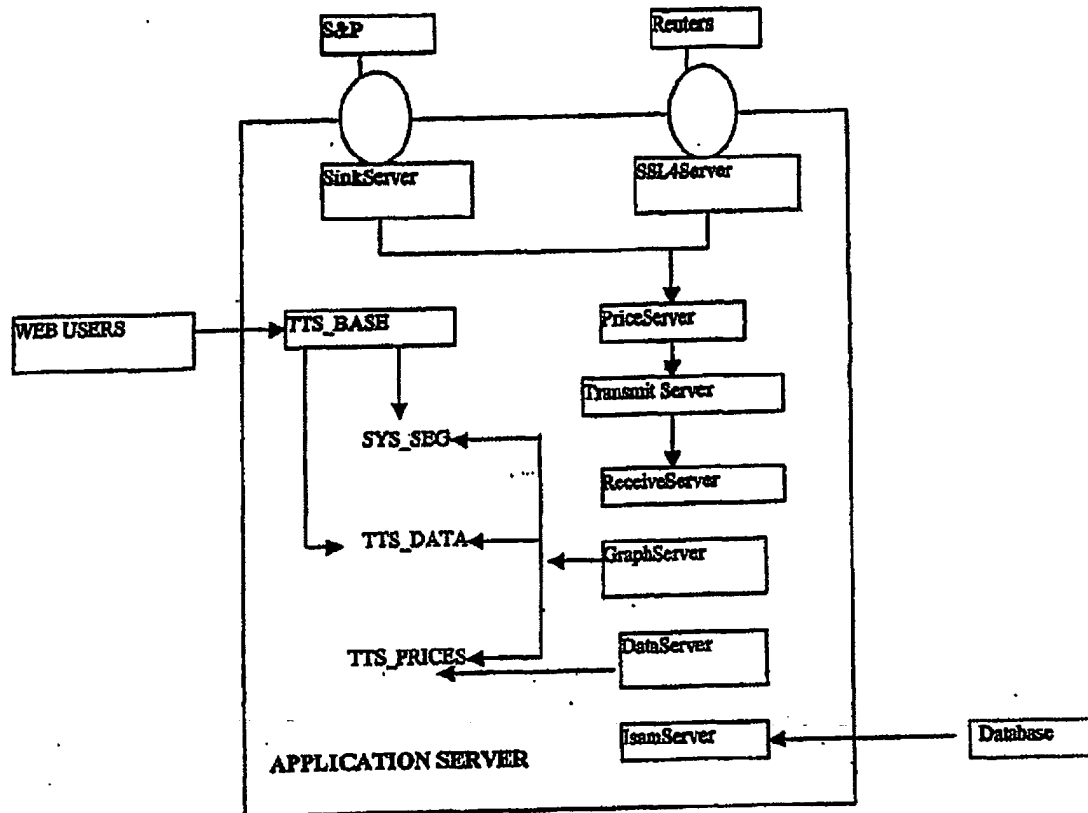 S&P
Reuters
SinkServer
SSL4Server
WEB USERS
TTS_BASE
PriceServer
Transmit Server
SYS_SEG
ReceiveServer
TTS_DATA
GraphServer
TTS_PRICES
DataServer
IsamServer
Database
APPLICATION SERVER